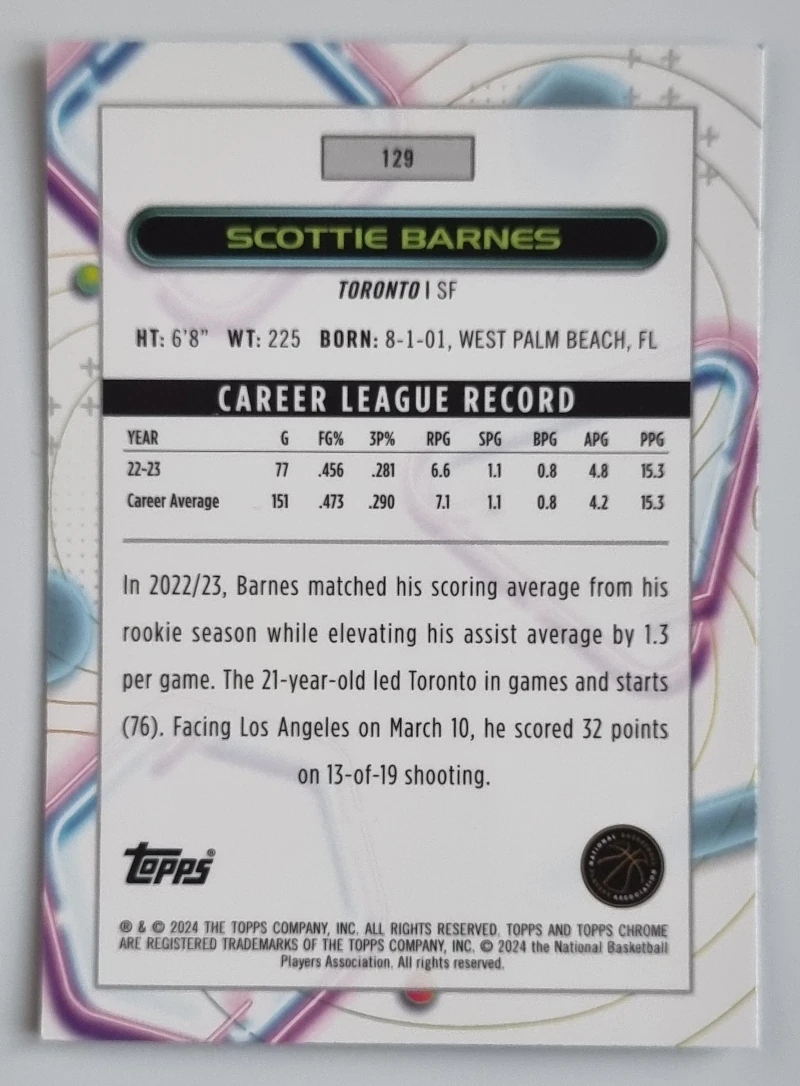 129
SCOTTIE BARNES
TORONTO | SF
HT: 6'8" WT: 225 BORN: 8-1-01, WEST PALM BEACH, FL
CAREER LEAGUE RECORD
YEAR G FG% 3P% RPG SPG BPG APG PPG
22-23 77 .456 .281 6.6 1.1 0.8 4.8 15.3
Career Average 151 .473 .290 7.1 1.1 0.8 4.2 15.3
In 2022/23, Barnes matched his scoring average from his
rookie season while elevating his assist average by 1.3
per game. The 21-year-old led Toronto in games and starts
(76). Facing Los Angeles on March 10, he scored 32 points
on 13-of-19 shooting.
topps®
NATIONAL BASKETBALL PLAYERS ASSOCIATION
® & © 2024 THE TOPPS COMPANY, INC. ALL RIGHTS RESERVED. TOPPS AND TOPPS CHROME
ARE REGISTERED TRADEMARKS OF THE TOPPS COMPANY, INC. © 2024 the National Basketball
Players Association. All rights reserved.